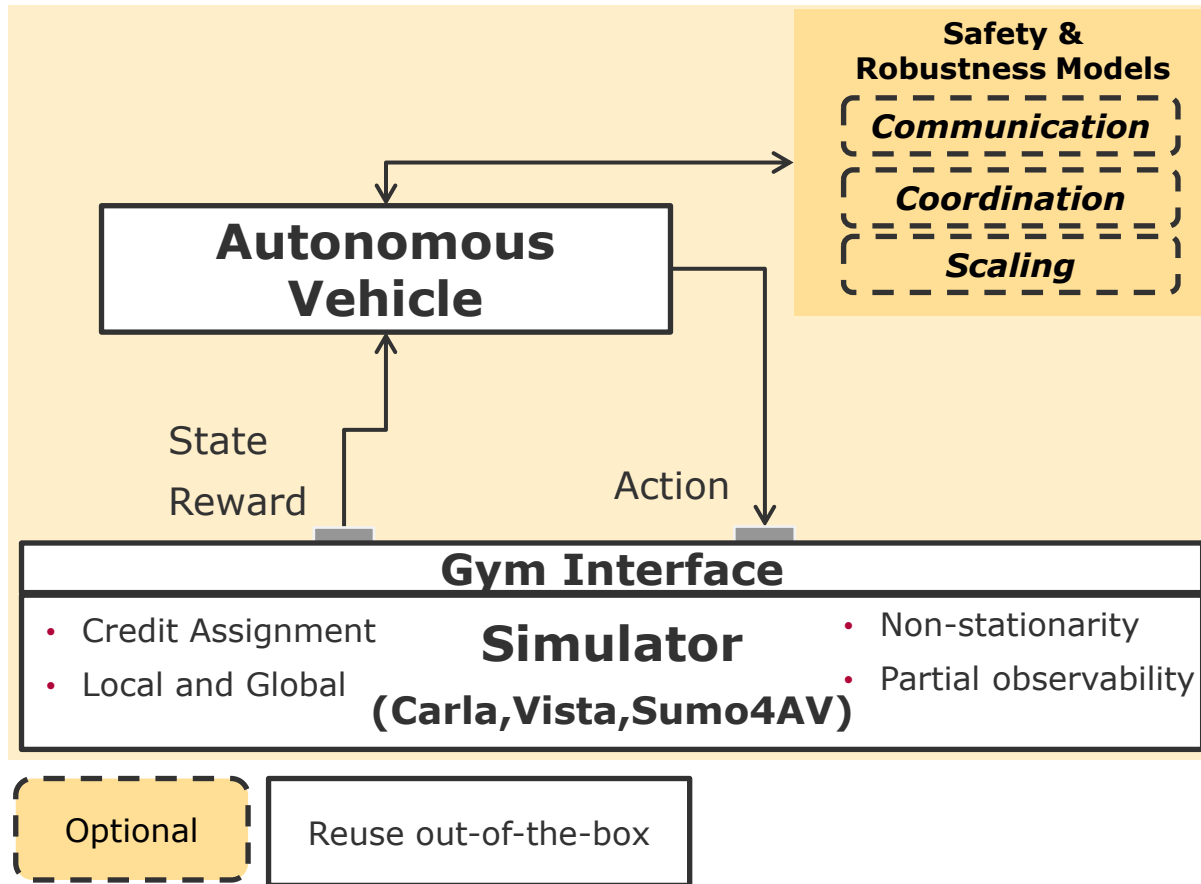 Safety &
Robustness Models
Communication
Coordination
Scaling
Autonomous
Vehicle
State
Reward
Action
Gym Interface
• Credit Assignment
• Local and Global
Simulator
(Carla,Vista,Sumo4AV)
• Non-stationarity
• Partial observability
Optional
Reuse out-of-the-box